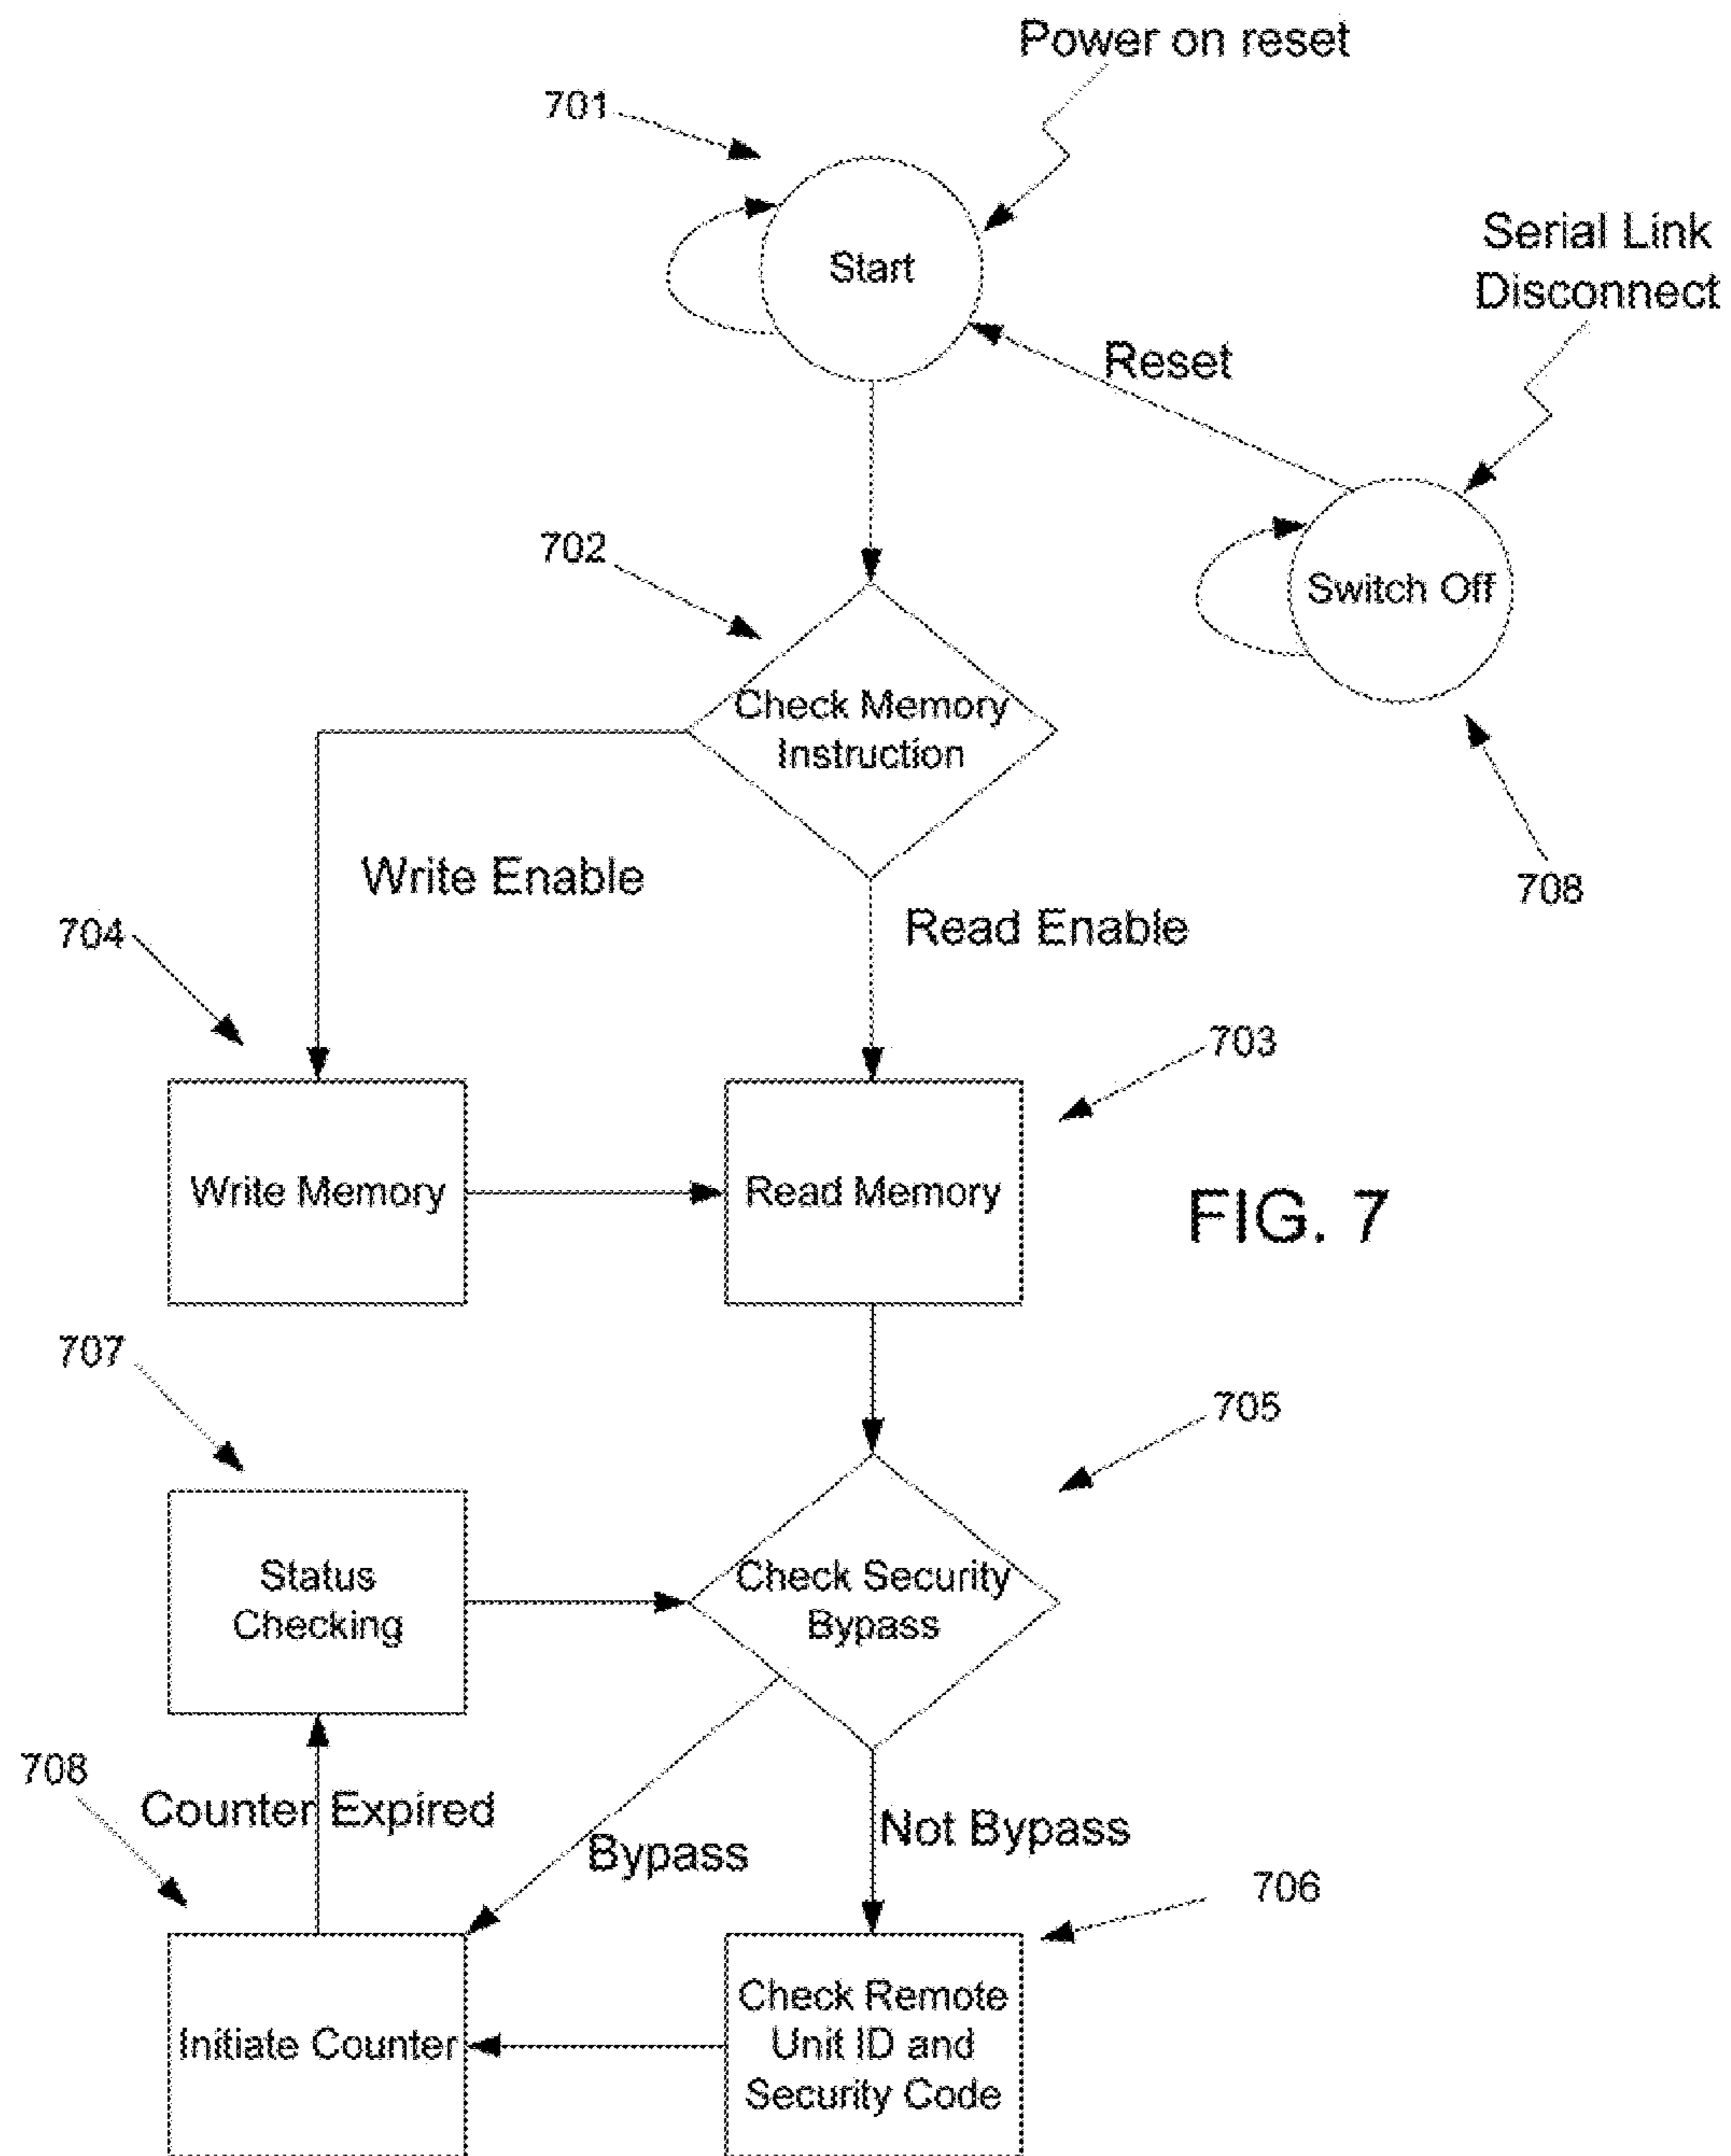 Power on reset
701
Start
Serial Link
Disconnect
Reset
702
Switch Off
Check Memory
Instruction
708
Write Enable
Read Enable
704
703
Write Memory
Read Memory
FIG. 7
707
705
Status
Checking
Check Security
Bypass
708
Counter Expired
Bypass
Not Bypass
706
Initiate Counter
Check Remote
Unit ID and
Security Code